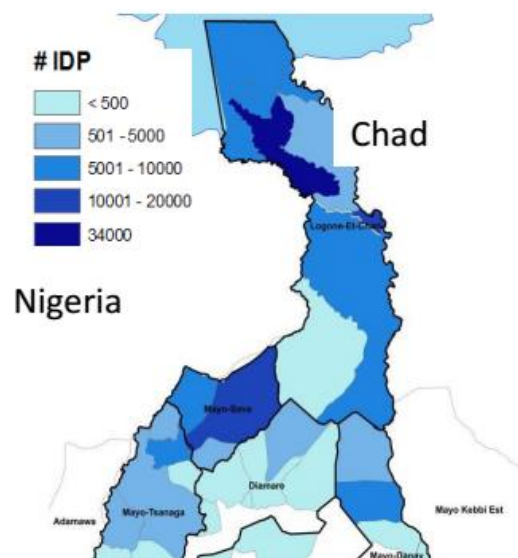 # IDP
< 500
501 - 5000
5001 - 10000
10001 - 20000
34000
Chad
Nigeria
Logone-Et-Chari
Mayo-Sava
Diamare
Mayo-Tsanaga
Adamawa
Mayo Kebbi Est
Mayo-Danay